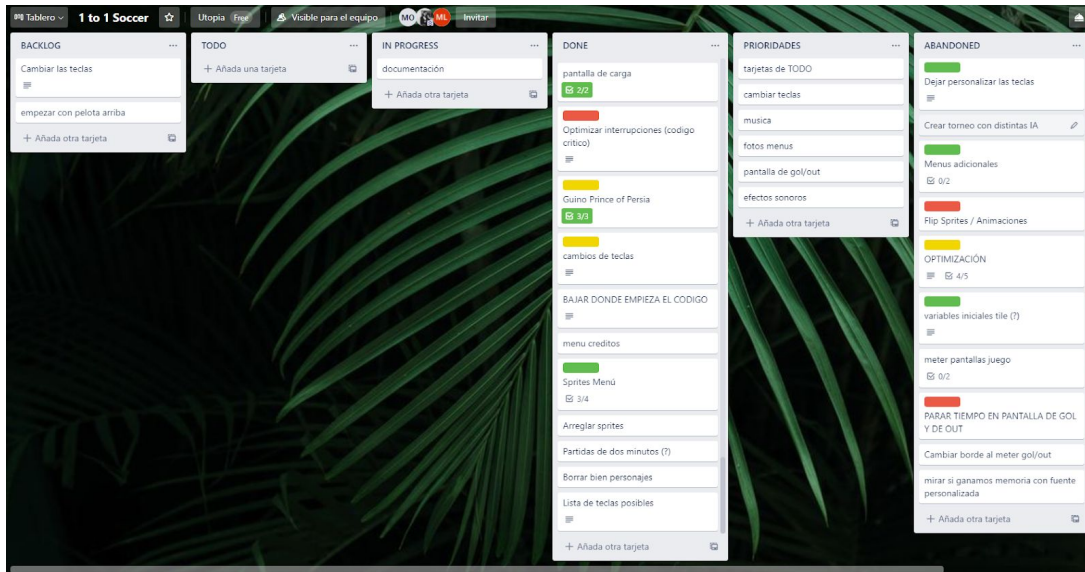 Tablero
1 to 1 Soccer
Utopia Free
Visible para el equipo
MO
ML
Invitar
BACKLOG
Cambiar las teclas
empezar con pelota arriba
+ Añada otra tarjeta
TODO
+ Añada una tarjeta
IN PROGRESS
documentación
+ Añada otra tarjeta
DONE
pantalla de carga
2/2
Optimizar interrupciones (codigo
critico)
Guino Prince of Persia
3/3
cambios de teclas
BAJAR DONDE EMPIEZA EL CODIGO
menu creditos
Sprites Menú
3/4
Arreglar sprites
Partidas de dos minutos (?)
Borrar bien personajes
Lista de teclas posibles
+ Añada otra tarjeta
PRIORIDADES
tarjetas de TODO
cambiar teclas
musica
fotos menus
pantalla de gol/out
efectos sonoros
+ Añada otra tarjeta
ABANDONED
Dejar personalizar las teclas
Crear torneo con distintas IA
Menus adicionales
0/2
Flip Sprites / Animaciones
OPTIMIZACIÓN
4/5
variables iniciales tile (?)
meter pantallas juego
0/2
PARAR TIEMPO EN PANTALLA DE GOL
Y DE OUT
Cambiar borde al meter gol/out
mirar si ganamos memoria con fuente
personalizada
+ Añada otra tarjeta